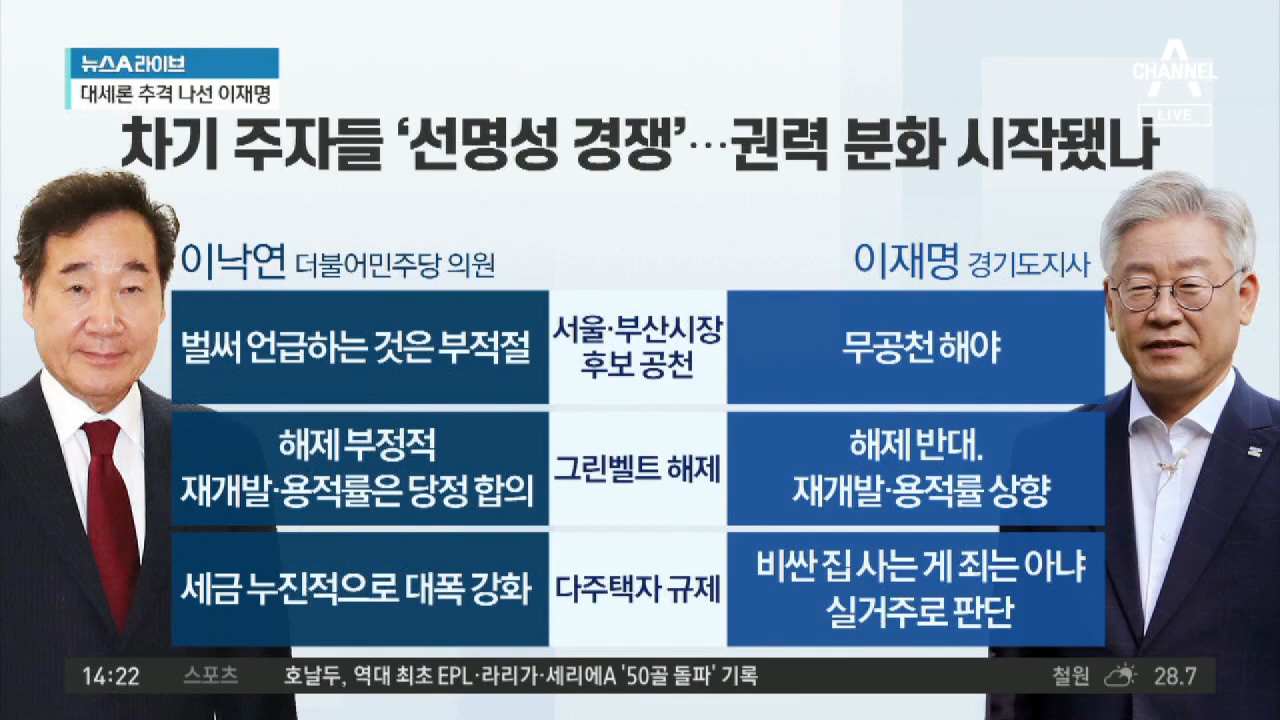 뉴스A 라이브
대세론 추격 나선 이재명
CHANNEL A
LIVE
차기 주자들 ‘선명성 경쟁’…권력 분화 시작됐나
이낙연 더불어민주당 의원
이재명 경기도지사
벌써 언급하는 것은 부적절
서울·부산시장
후보 공천
무공천 해야
해제 부정적
재개발·용적률은 당정 합의
그린벨트 해제
해제 반대.
재개발·용적률 상향
세금 누진적으로 대폭 강화
다주택자 규제
비싼 집 사는 게 죄는 아냐
실거주로 판단
14:22 스포츠 호날두, 역대 최초 EPL·라리가·세리에A '50골 돌파' 기록 철원 28.7